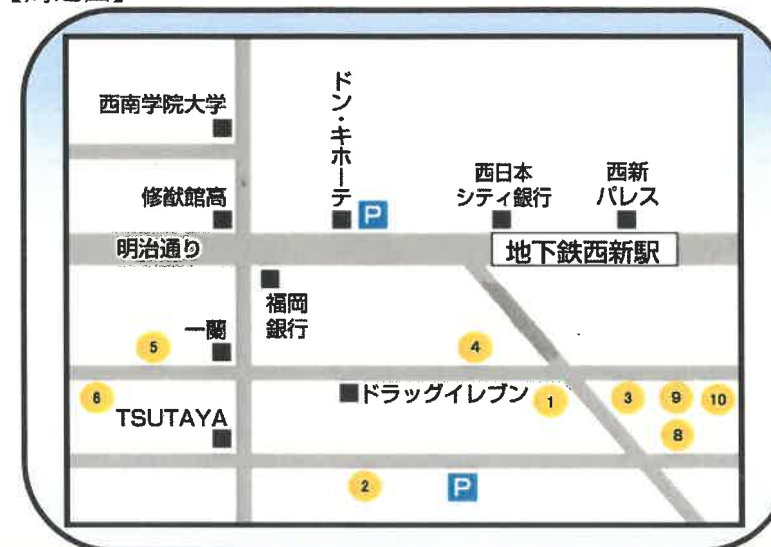 西南学院大学
ドン・キホーテ
P
修猷館高
西日本
シティ銀行
西新
パレス
明治通り
地下鉄西新駅
福岡
銀行
一蘭
5
4
6
ドラッグイレブン
1
3
9
10
TSUTAYA
8
2
P